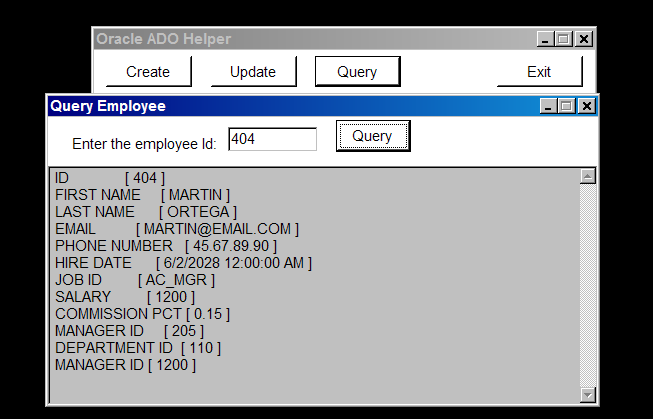 Oracle ADO Helper
Create Update Query Exit
Query Employee
Enter the employee Id: 404 Query
ID [ 404 ]
FIRST NAME [ MARTIN ]
LAST NAME [ ORTEGA ]
EMAIL [ MARTIN@EMAIL.COM ]
PHONE NUMBER [ 45.67.89.90 ]
HIRE DATE [ 6/2/2028 12:00:00 AM ]
JOB ID [ AC_MGR ]
SALARY [ 1200 ]
COMMISSION PCT [ 0.15 ]
MANAGER ID [ 205 ]
DEPARTMENT ID [ 110 ]
MANAGER ID [ 1200 ]